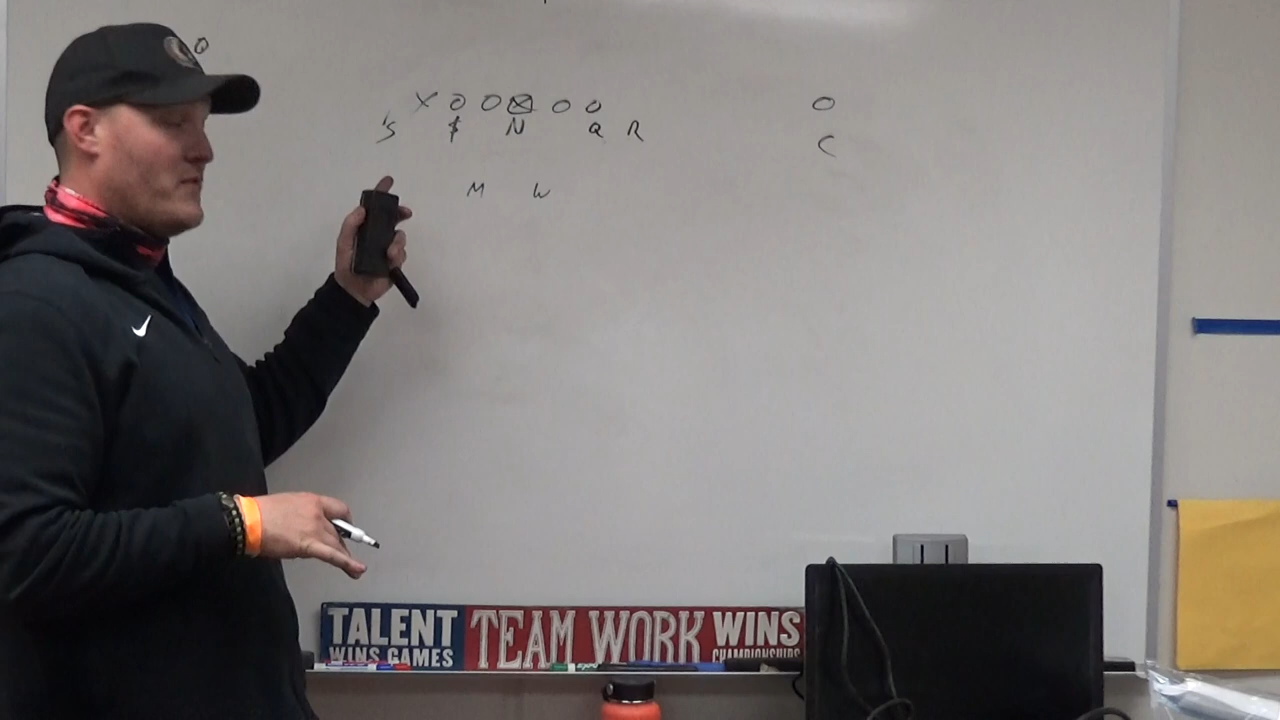 O
X O O ⊠ O O O
S $ N Q R C
M W
TALENT TEAM WORK WINS
WINS GAMES CHAMPIONSHIPS